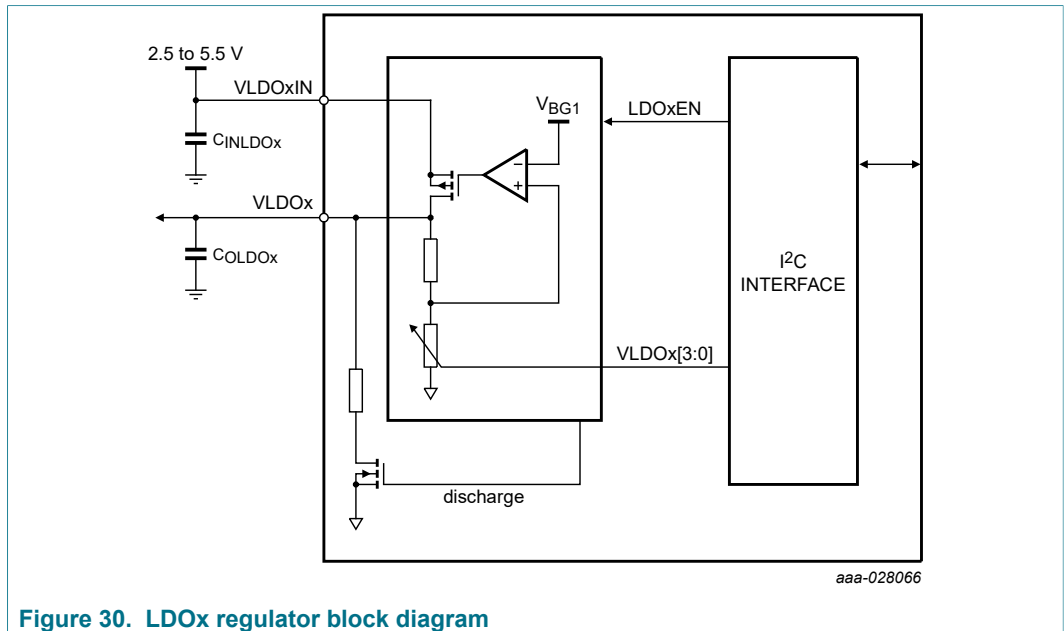 2.5 to 5.5 V
VLDOxIN
CINLDOx
VBG1
LDOxEN
−
+
VLDOx
COLDOx
I2C
INTERFACE
VLDOx[3:0]
discharge
aaa-028066
Figure 30. LDOx regulator block diagram